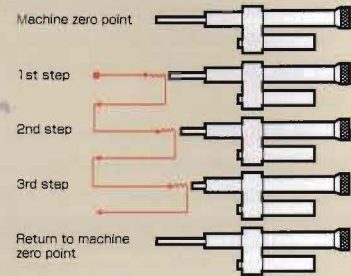 Machine zero point
1st step
2nd step
3rd step
Return to machine
zero point